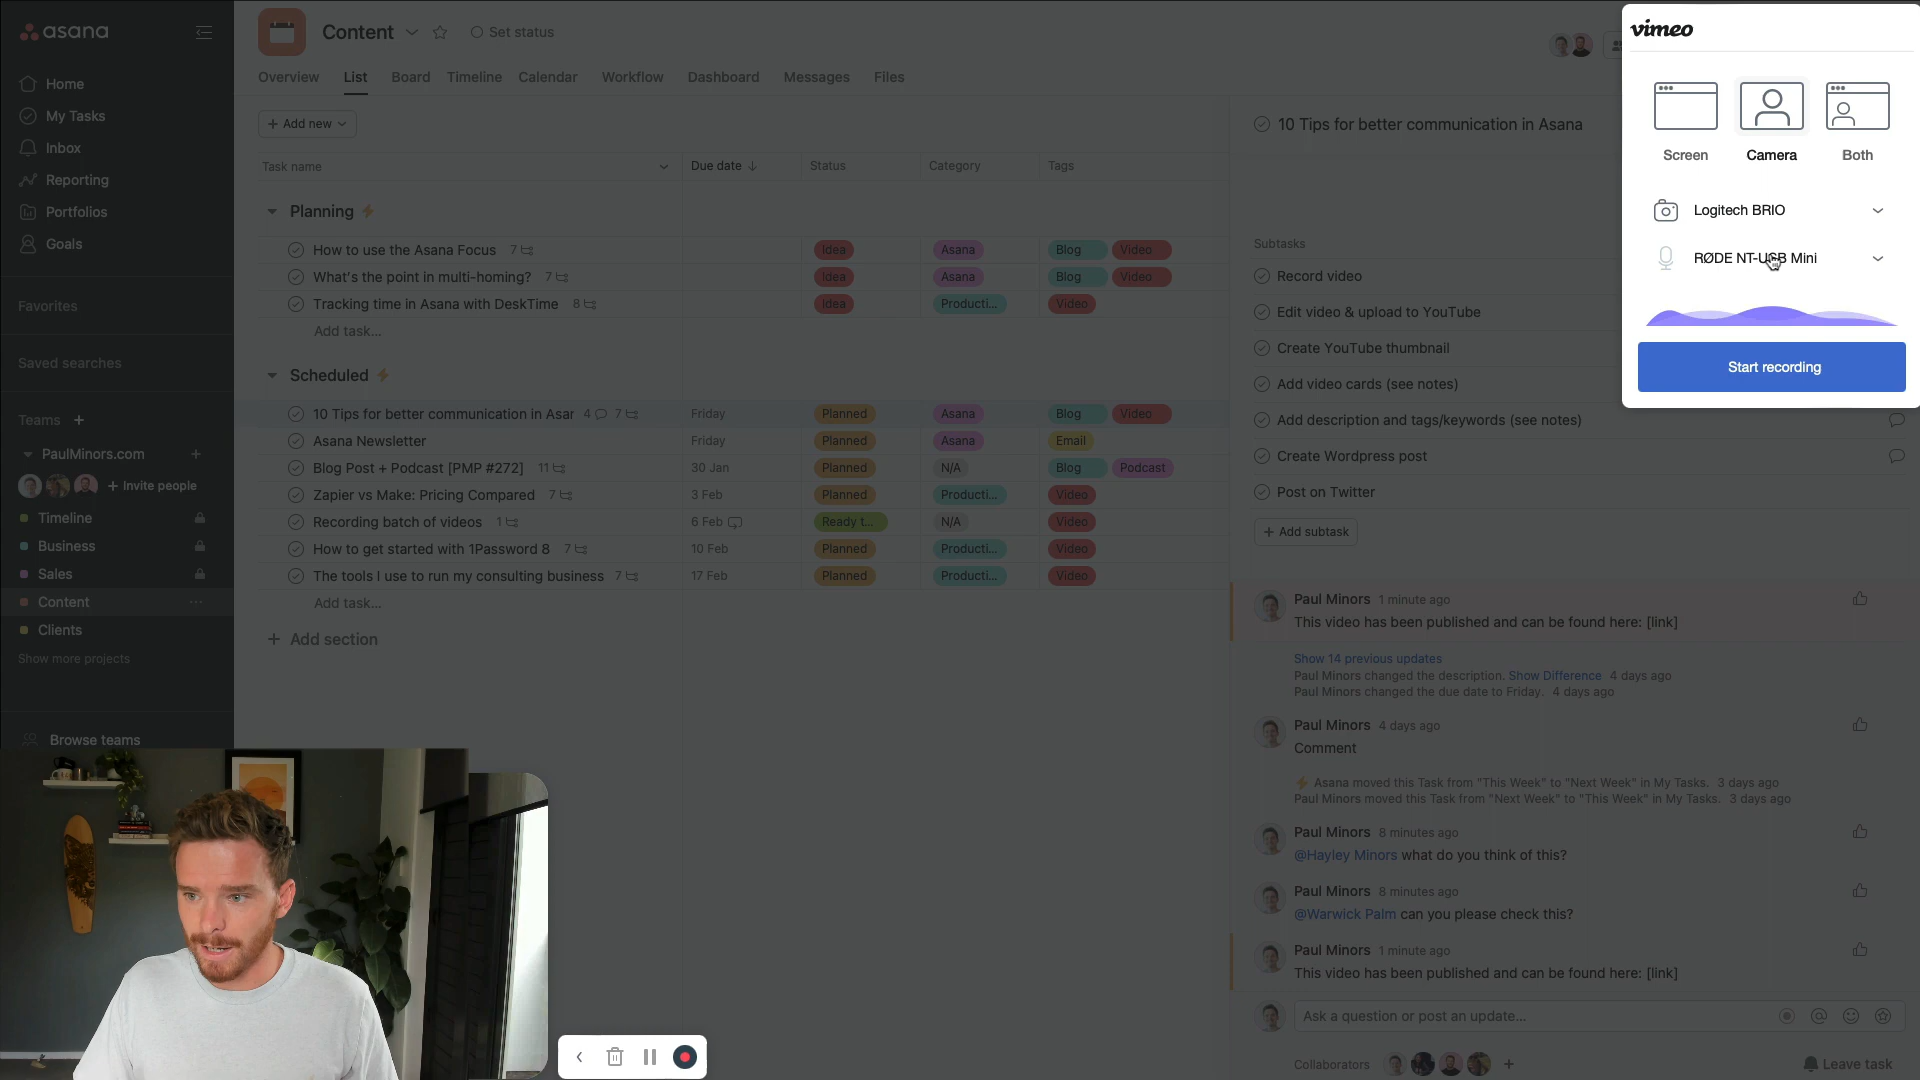 asana
Home
My Tasks
Inbox
Reporting
Portfolios
Goals
Favorites
Saved searches
Teams +
PaulMinors.com +
+ Invite people
Timeline
Business
Sales
Content ...
Clients
Show more projects
Browse teams
Content
Set status
Overview List Board Timeline Calendar Workflow Dashboard Messages Files
+ Add new
Task name Due date ↓ Status Category Tags
Planning
How to use the Asana Focus 7 Idea Asana Blog Video
What's the point in multi-homing? 7 Idea Asana Blog Video
Tracking time in Asana with DeskTime 8 Idea Producti... Video
Add task...
Scheduled
10 Tips for better communication in Asar 4 7 Friday Planned Asana Blog Video
Asana Newsletter Friday Planned Asana Email
Blog Post + Podcast [PMP #272] 11 30 Jan Planned N/A Blog Podcast
Zapier vs Make: Pricing Compared 7 3 Feb Planned Producti... Video
Recording batch of videos 1 6 Feb Ready t... N/A Video
How to get started with 1Password 8 7 10 Feb Planned Producti... Video
The tools I use to run my consulting business 7 17 Feb Planned Producti... Video
Add task...
+ Add section
10 Tips for better communication in Asana
Subtasks
Record video
Edit video & upload to YouTube
Create YouTube thumbnail
Add video cards (see notes)
Add description and tags/keywords (see notes)
Create Wordpress post
Post on Twitter
+ Add subtask
Paul Minors 1 minute ago
This video has been published and can be found here: [link]
Show 14 previous updates
Paul Minors changed the description. Show Difference 4 days ago
Paul Minors changed the due date to Friday. 4 days ago
Paul Minors 4 days ago
Comment
Asana moved this Task from "This Week" to "Next Week" in My Tasks. 3 days ago
Paul Minors moved this Task from "Next Week" to "This Week" in My Tasks. 3 days ago
Paul Minors 8 minutes ago
@Hayley Minors what do you think of this?
Paul Minors 8 minutes ago
@Warwick Palm can you please check this?
Paul Minors 1 minute ago
This video has been published and can be found here: [link]
Ask a question or post an update...
Collaborators +
Leave task
vimeo
Screen Camera Both
Logitech BRIO
RØDE NT-USB Mini
Start recording